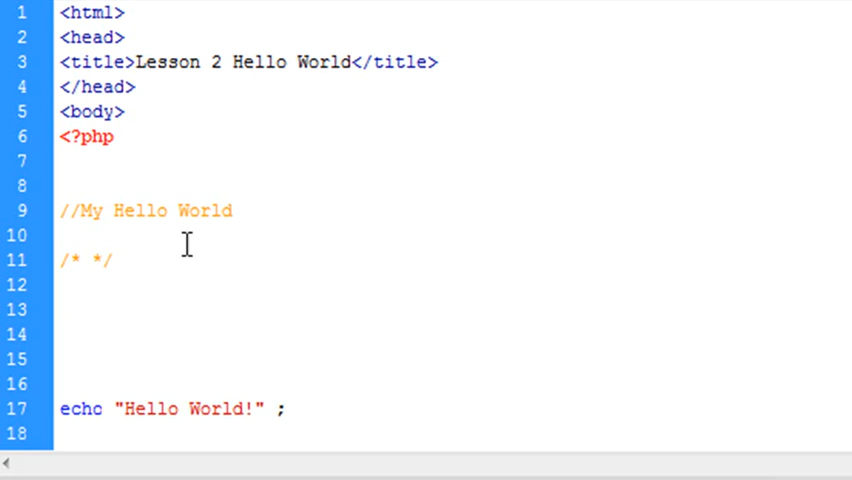 1 <html>
2 <head>
3 <title>Lesson 2 Hello World</title>
4 </head>
5 <body>
6 <?php
7
8
9 //My Hello World
10
11 /* */
12
13
14
15
16
17 echo "Hello World!" ;
18